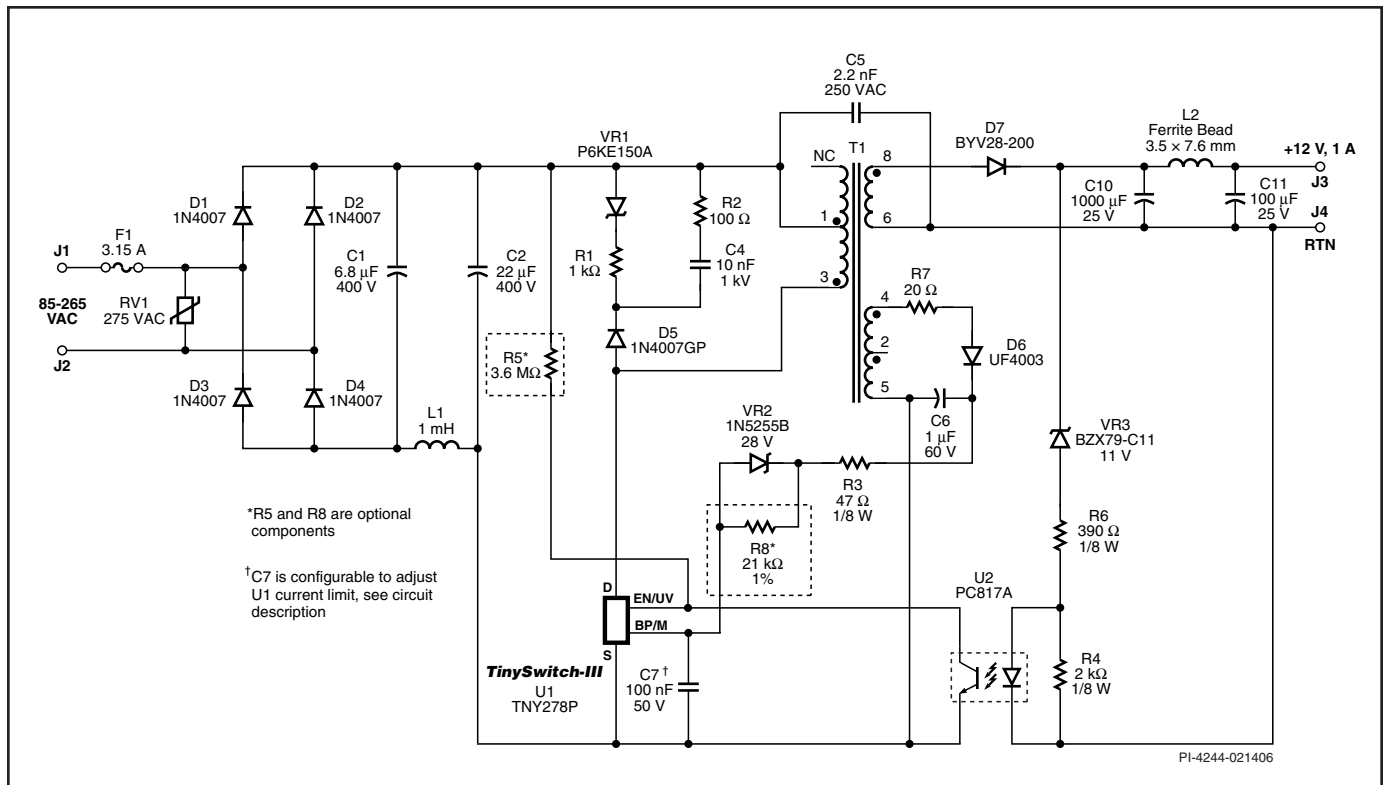 C5
2.2 nF
250 VAC
VR1
P6KE150A
NC
T1
8
D7
BYV28-200
L2
Ferrite Bead
3.5 × 7.6 mm
+12 V, 1 A
J3
D1
1N4007
D2
1N4007
R2
100 Ω
C10
1000 µF
25 V
C11
100 µF
25 V
J4
RTN
1
6
J1
F1
3.15 A
C1
6.8 µF
400 V
C2
22 µF
400 V
R1
1 kΩ
C4
10 nF
1 kV
3
R7
20 Ω
85-265
VAC
RV1
275 VAC
4
J2
R5*
3.6 MΩ
D5
1N4007GP
2
D6
UF4003
D3
1N4007
D4
1N4007
5
L1
1 mH
VR2
1N5255B
28 V
C6
1 µF
60 V
VR3
BZX79-C11
11 V
R3
47 Ω
1/8 W
*R5 and R8 are optional
components
R8*
21 kΩ
1%
R6
390 Ω
1/8 W
†C7 is configurable to adjust
U1 current limit, see circuit
description
D
EN/UV
BP/M
S
U2
PC817A
TinySwitch-III
U1
TNY278P
C7†
100 nF
50 V
R4
2 kΩ
1/8 W
PI-4244-021406